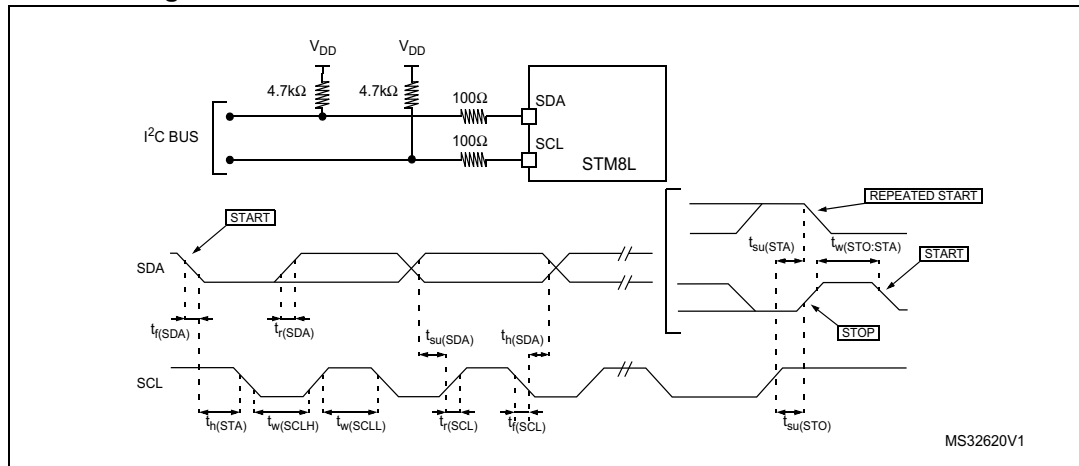 VDD VDD
4.7kΩ 4.7kΩ 100Ω SDA
I2C BUS 100Ω SCL
STM8L
REPEATED START
START
tsu(STA) tw(STO:STA)
START
SDA
STOP
tf(SDA) tr(SDA) tsu(SDA) th(SDA)
SCL
th(STA) tw(SCLH) tw(SCLL) tr(SCL) tf(SCL) tsu(STO)
MS32620V1